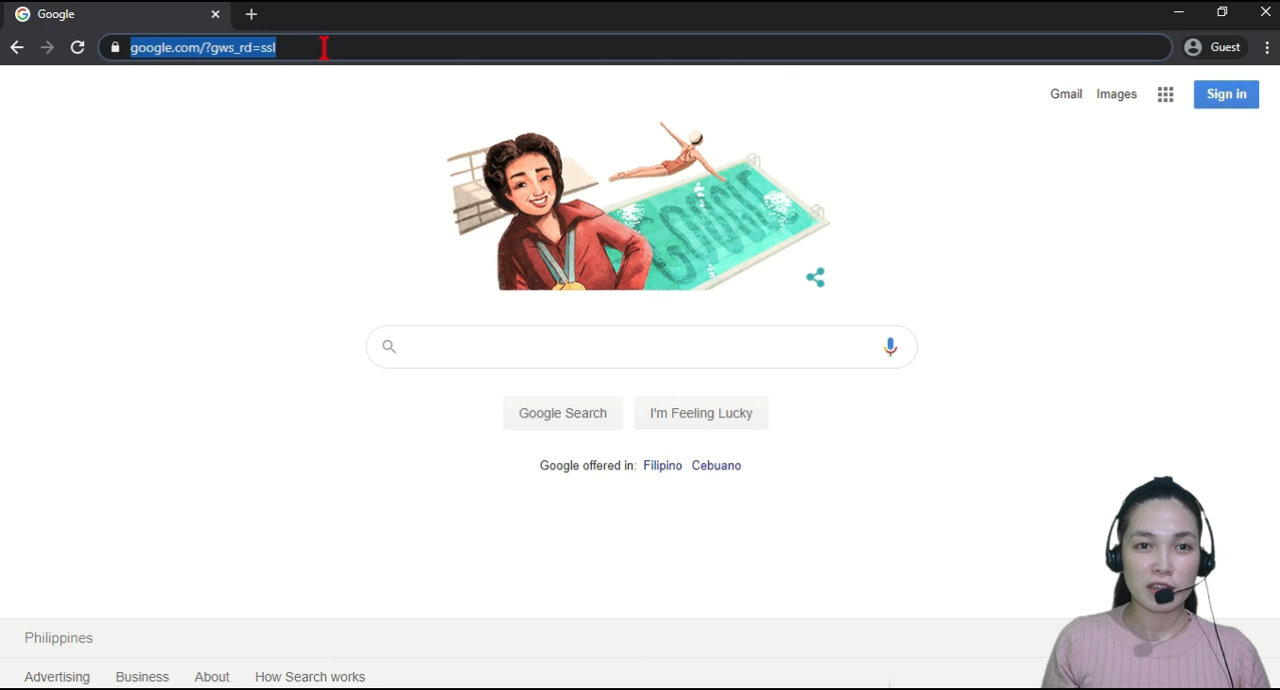 Google
google.com/?gws_rd=ssl
Guest
Gmail Images Sign in
GOOGLE
Google Search I'm Feeling Lucky
Google offered in: Filipino Cebuano
Philippines
Advertising Business About How Search works